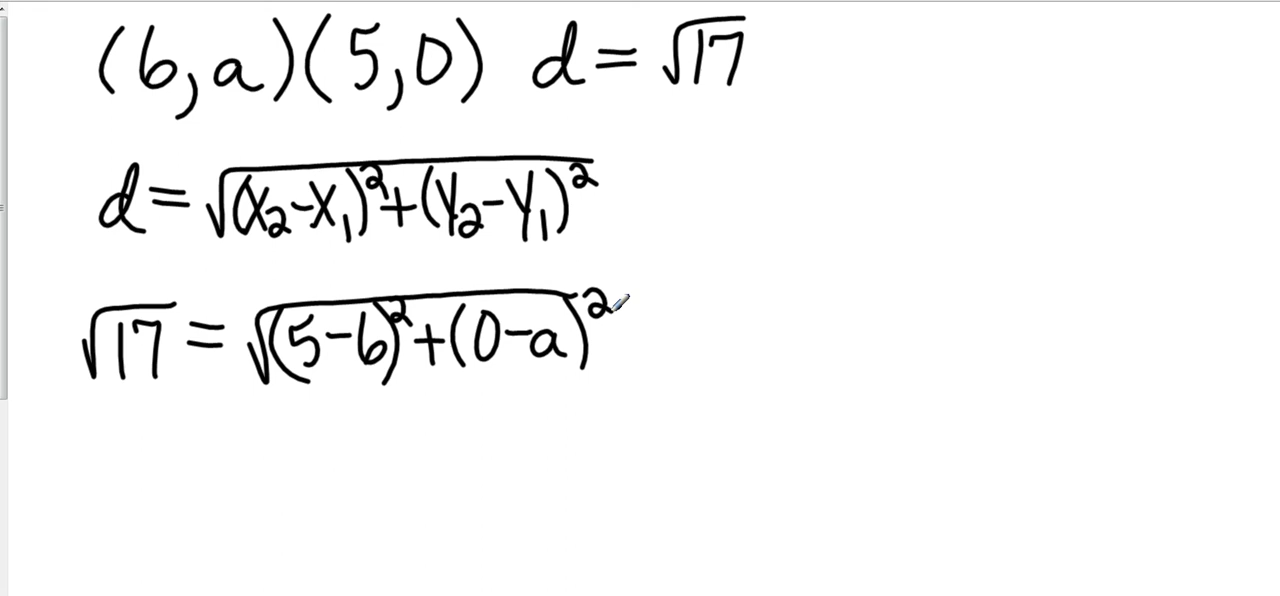 (6,a)(5,0) d=√17
d=√(x₂-x₁)²+(y₂-y₁)²
√17=√(5-6)²+(0-a)²